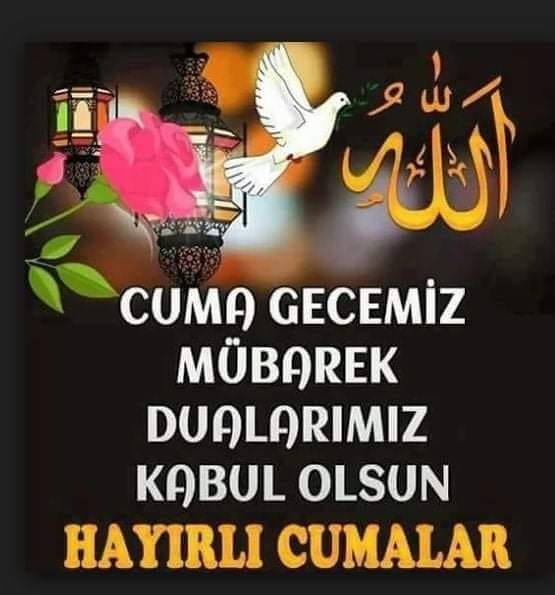 الله
CUMA GECEMİZ
MÜBAREK
DUALARIMIZ
KABUL OLSUN
HAYIRLI CUMALAR